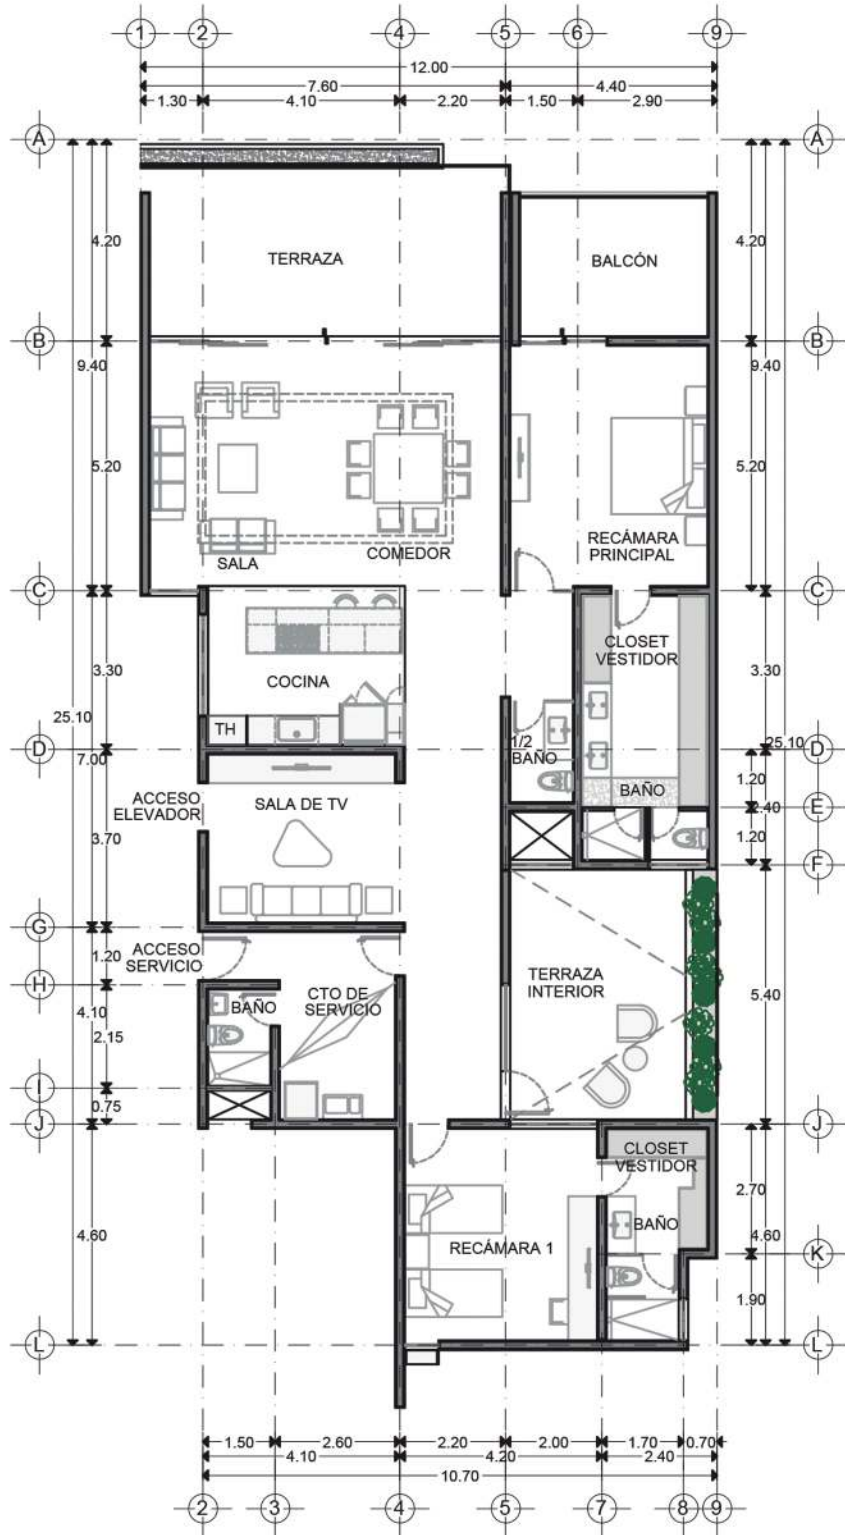 1 2 4 5 6 9
12.00
7.60 4.40
1.30 4.10 2.20 1.50 2.90
A A
4.20 TERRAZA BALCÓN 4.20
B B
9.40 9.40
5.20 5.20
RECÁMARA
PRINCIPAL
COMEDOR
SALA
C C
CLOSET
VESTIDOR
3.30 COCINA 3.30
25.10 TH 25.10
D 1/2
BAÑO D
7.00 1.20
BAÑO
ACCESO
ELEVADOR
SALA DE TV
2.40 E
3.70 1.20
F
G
ACCESO
SERVICIO
1.20
TERRAZA
INTERIOR
5.40
H
CTO DE
SERVICIO
BAÑO
4.10
2.15
I
0.75
J J
CLOSET
VESTIDOR
2.70
BAÑO
4.60 RECÁMARA 1 4.60
K
1.90
L L
1.50 2.60 2.20 2.00 1.70 0.70
4.10 4.20 2.40
10.70
2 3 4 5 7 8 9